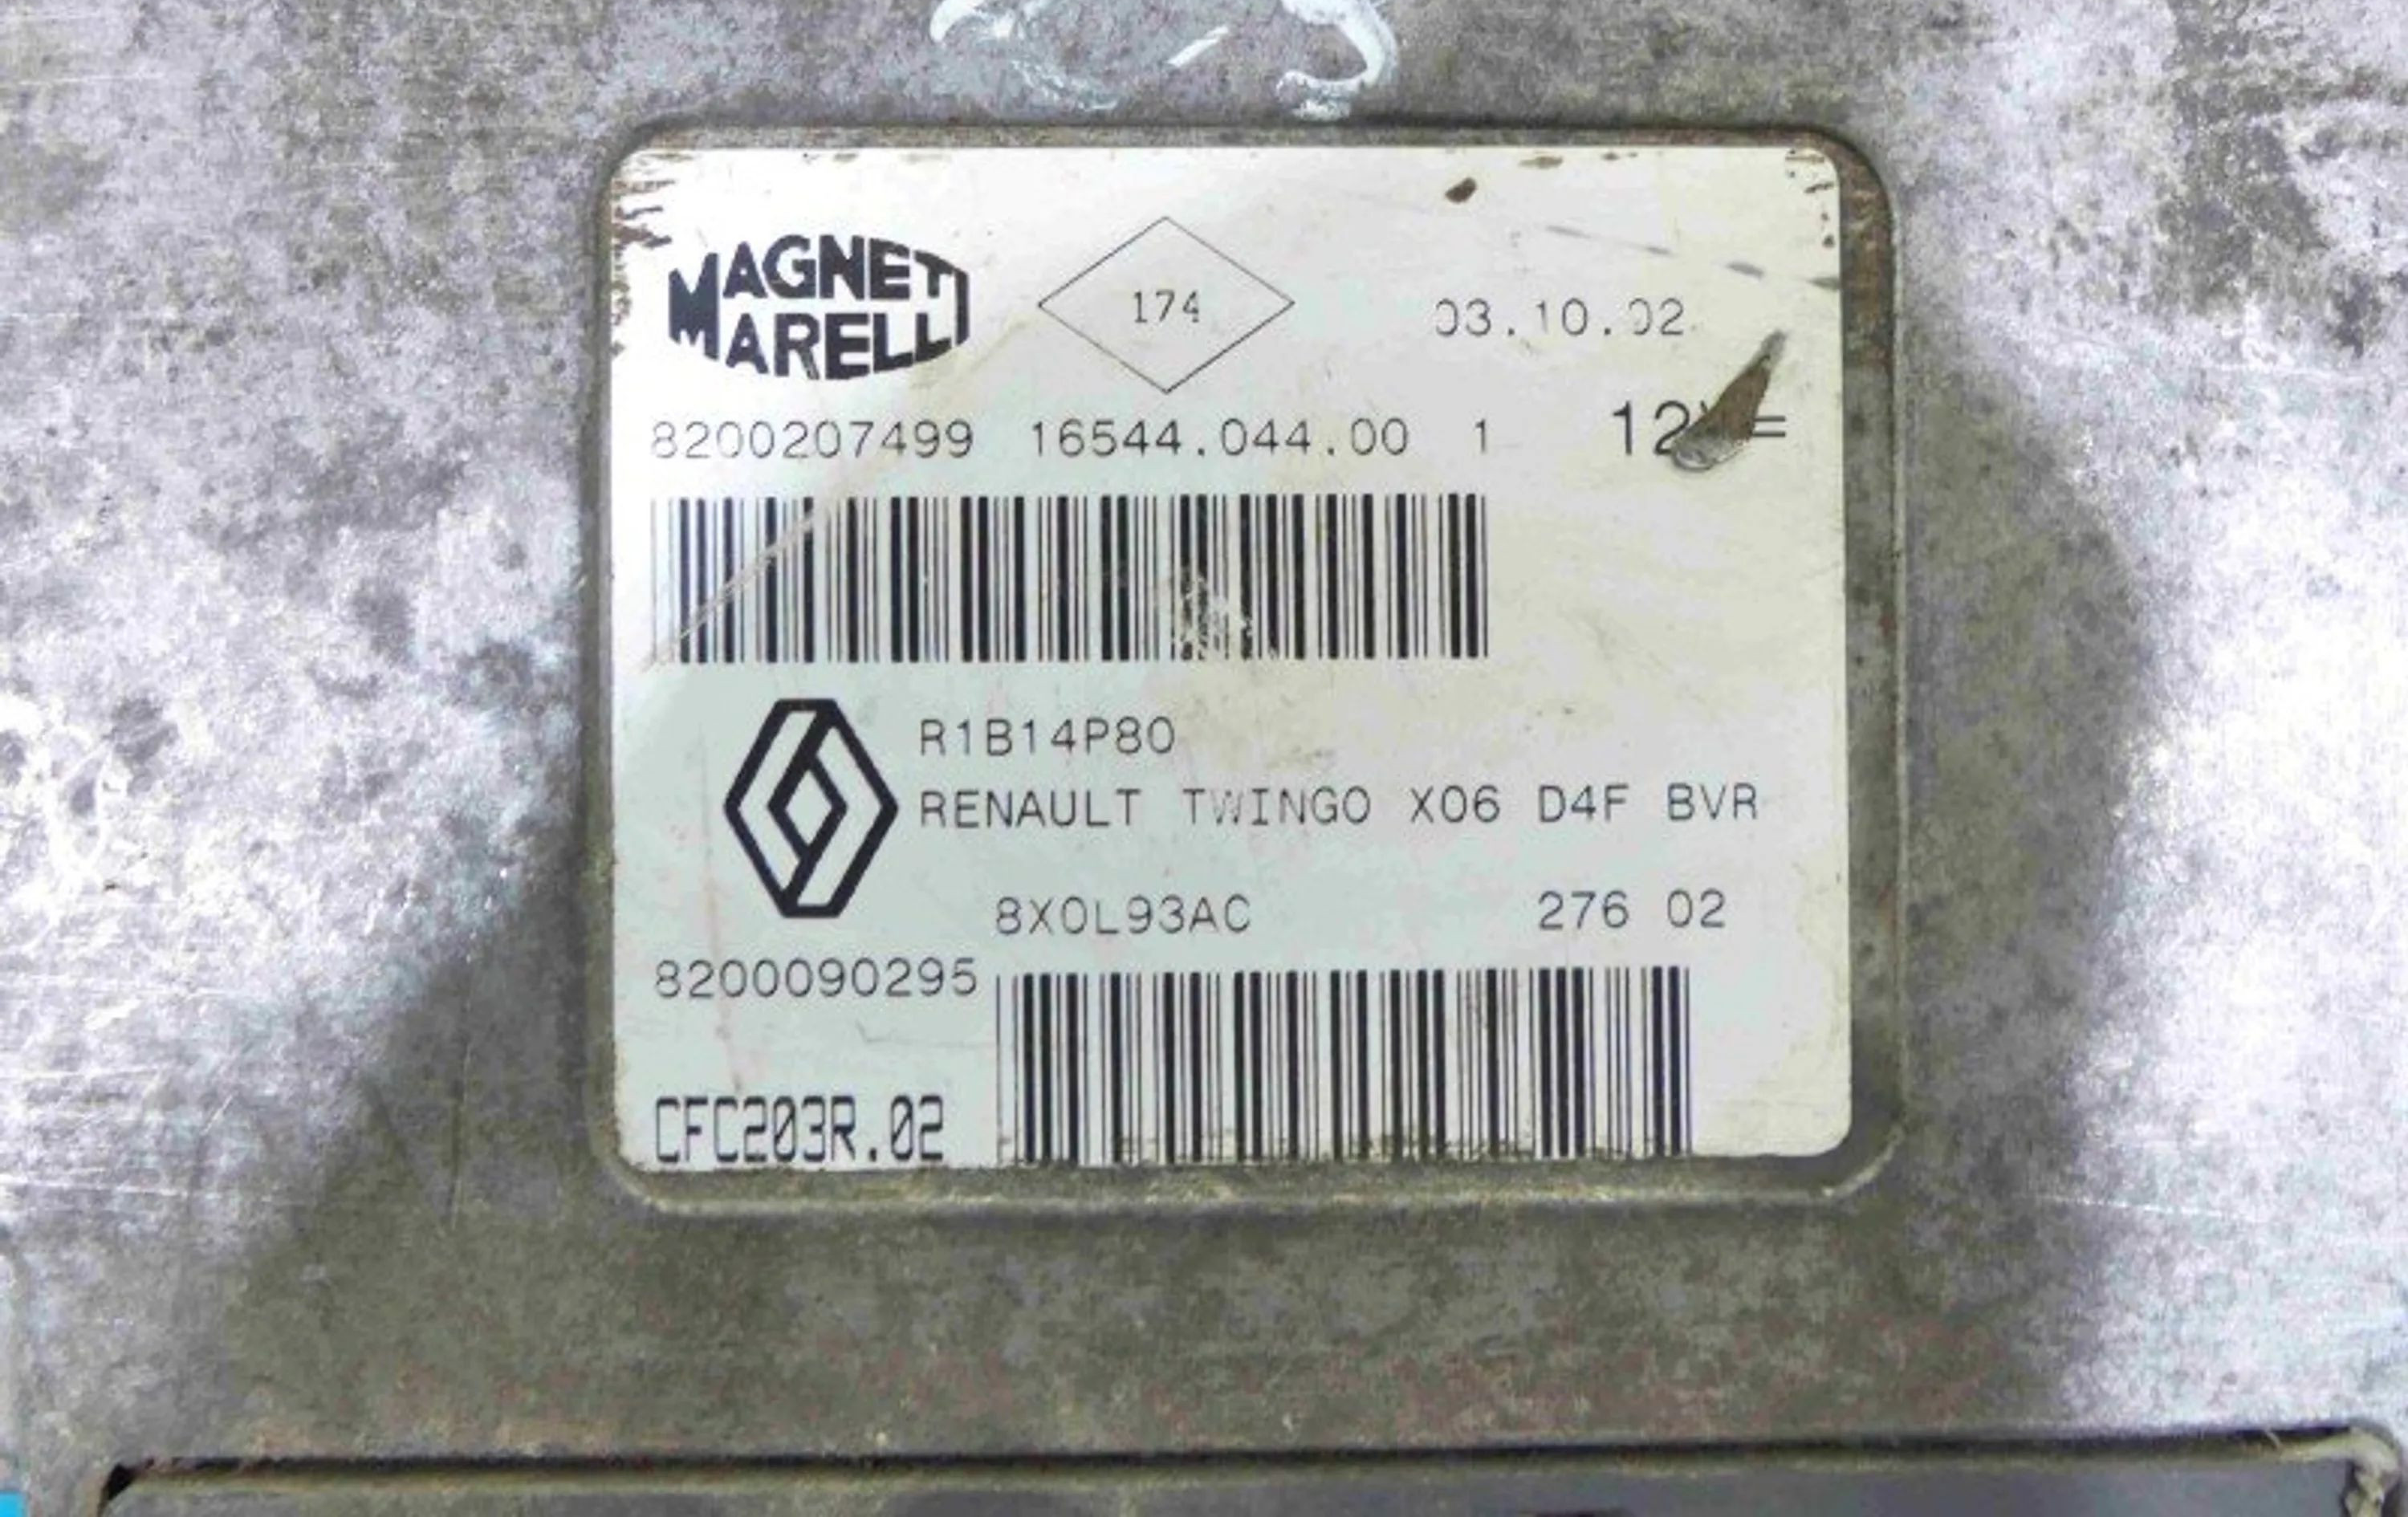 MAGNETI
MARELLI
174
03.10.02
8200207499 16544.044.00 1
R1B14P80
RENAULT TWINGO X06 D4F BVR
8X0L93AC 276 02
8200090295
CFC203R.02